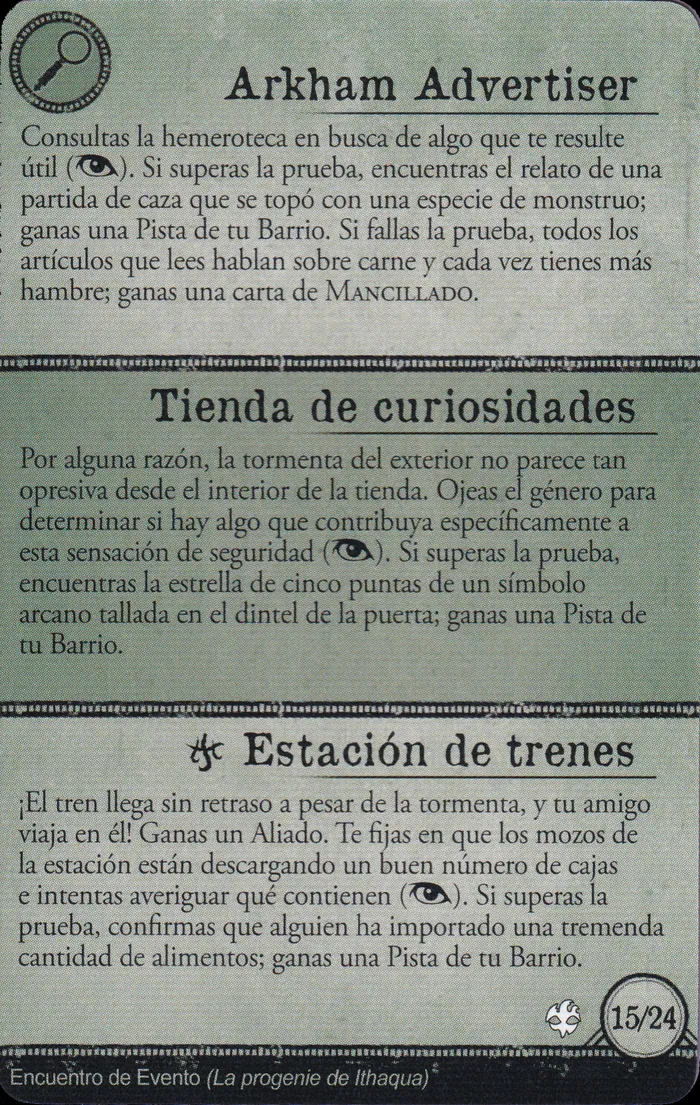 Arkham Advertiser
Consultas la hemeroteca en busca de algo que te resulte
útil (). Si superas la prueba, encuentras el relato de una
partida de caza que se topó con una especie de monstruo;
ganas una Pista de tu Barrio. Si fallas la prueba, todos los
artículos que lees hablan sobre carne y cada vez tienes más
hambre; ganas una carta de MANCILLADO.
Tienda de curiosidades
Por alguna razón, la tormenta del exterior no parece tan
opresiva desde el interior de la tienda. Ojeas el género para
determinar si hay algo que contribuya específicamente a
esta sensación de seguridad (). Si superas la prueba,
encuentras la estrella de cinco puntas de un símbolo
arcano tallada en el dintel de la puerta; ganas una Pista de
tu Barrio.
Estación de trenes
¡El tren llega sin retraso a pesar de la tormenta, y tu amigo
viaja en él! Ganas un Aliado. Te fijas en que los mozos de
la estación están descargando un buen número de cajas
e intentas averiguar qué contienen (). Si superas la
prueba, confirmas que alguien ha importado una tremenda
cantidad de alimentos; ganas una Pista de tu Barrio.
15/24
Encuentro de Evento (La progenie de Ithaqua)